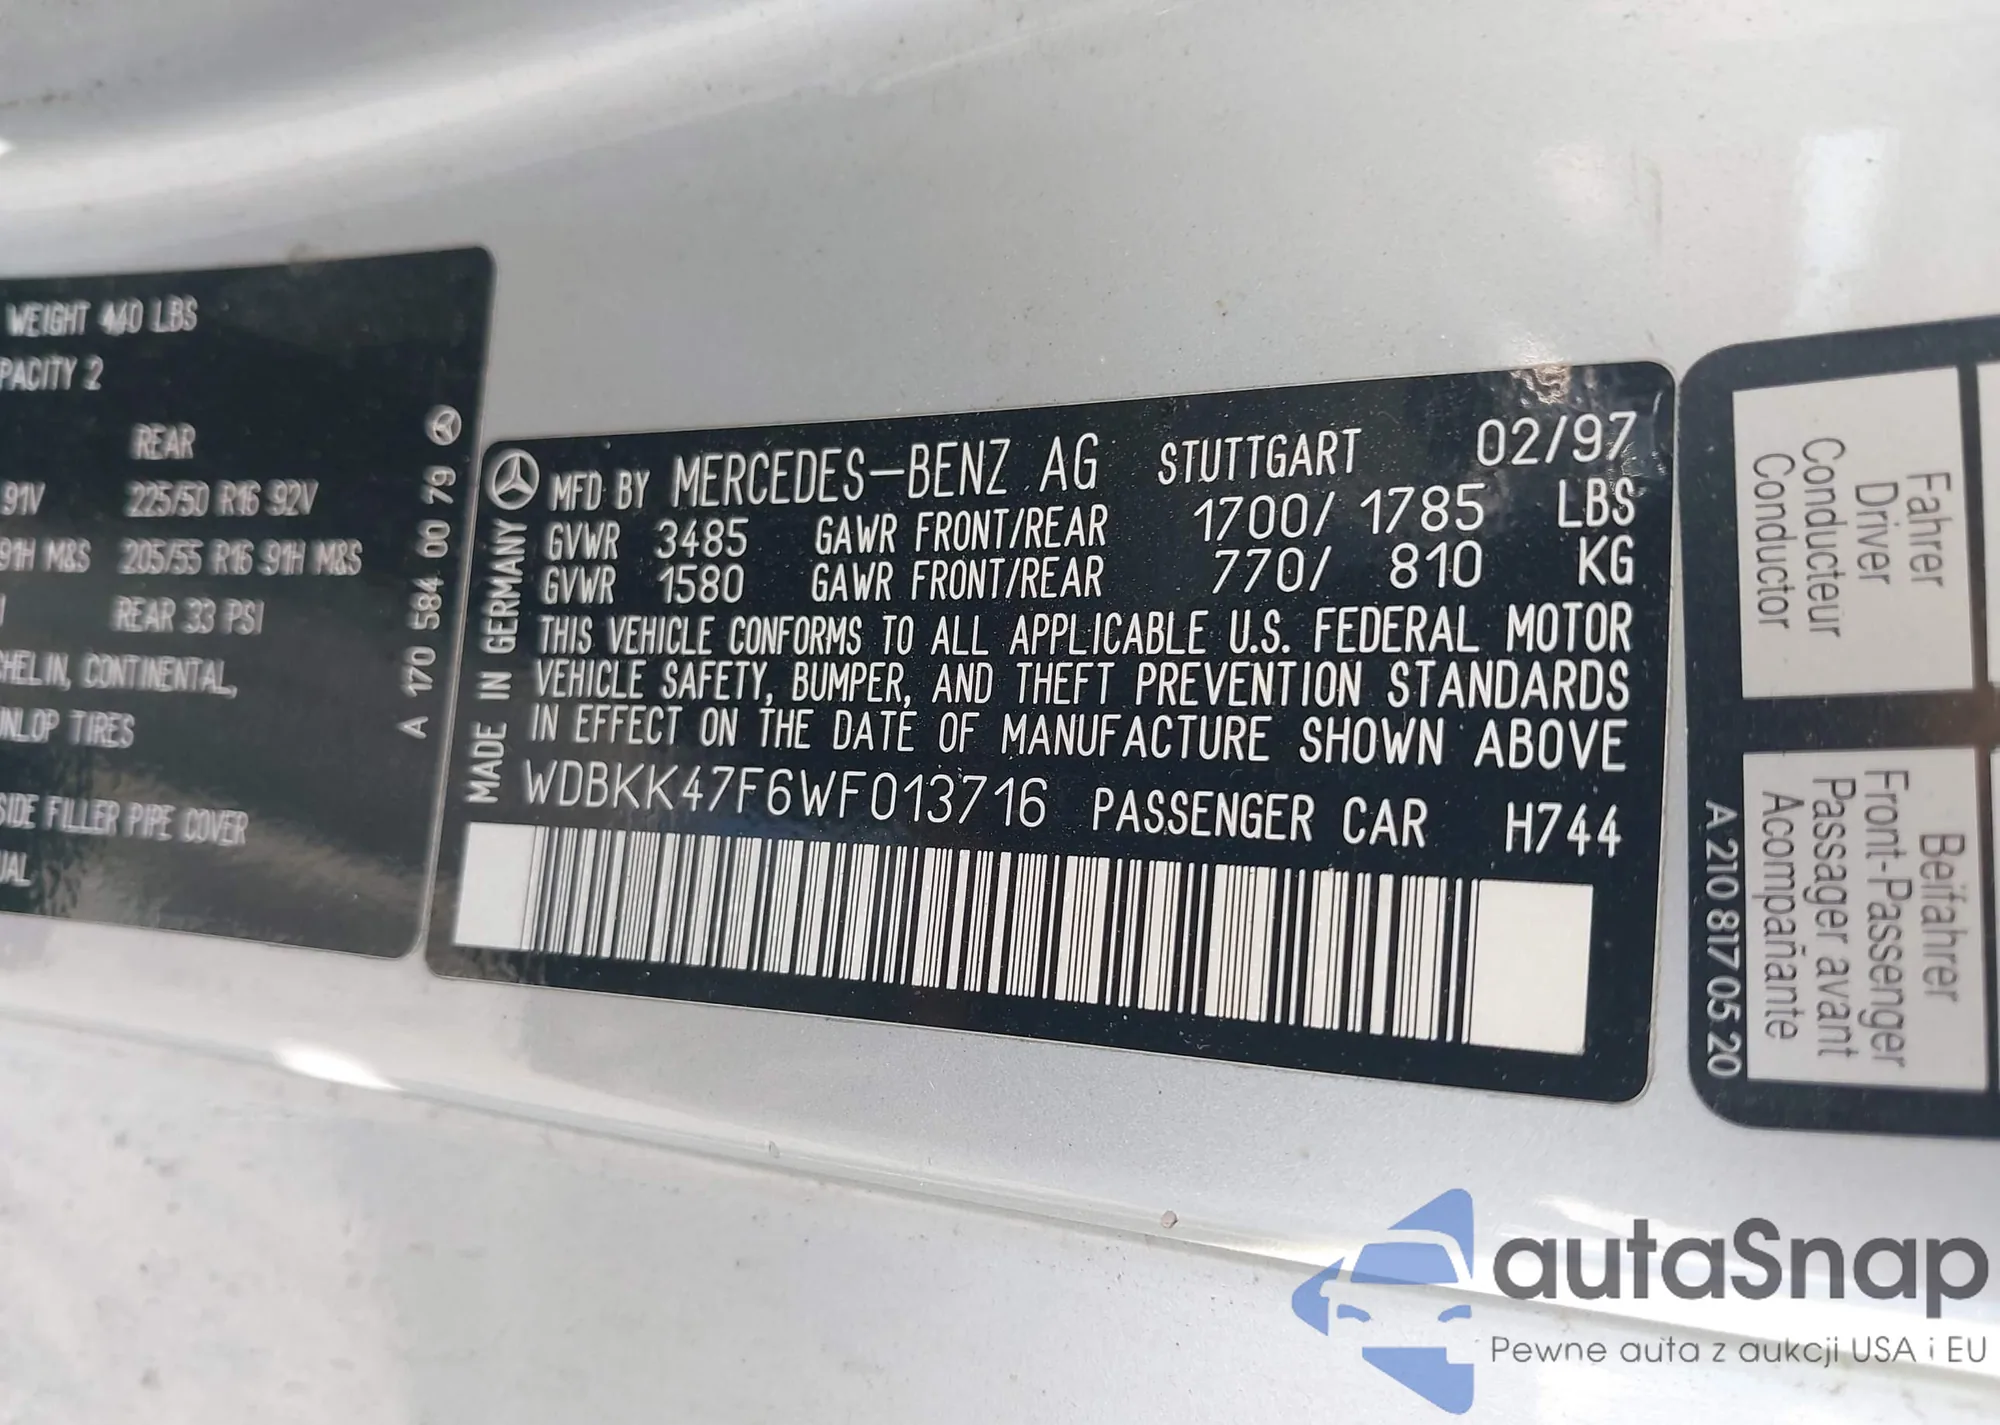 WEIGHT 440 LBS
PACITY 2
REAR
91V 225/50 R16 92V
91H M&S 205/55 R16 91H M&S
REAR 33 PSI
HELIN, CONTINENTAL,
NLOP TIRES
SIDE FILLER PIPE COVER
UAL
A 170 584 00 79
MADE IN GERMANY
MFD BY MERCEDES-BENZ AG STUTTGART 02/97
GVWR 3485 GAWR FRONT/REAR 1700/ 1785 LBS
GVWR 1580 GAWR FRONT/REAR 770/ 810 KG
THIS VEHICLE CONFORMS TO ALL APPLICABLE U.S. FEDERAL MOTOR
VEHICLE SAFETY, BUMPER, AND THEFT PREVENTION STANDARDS
IN EFFECT ON THE DATE OF MANUFACTURE SHOWN ABOVE
WDBKK47F6WF013716 PASSENGER CAR H744
Fahrer
Driver
Conducteur
Conductor
Beifahrer
Front-Passenger
Passager avant
Acompañante
A 210 817 05 20
autaSnap
Pewne auta z aukcji USA i EU